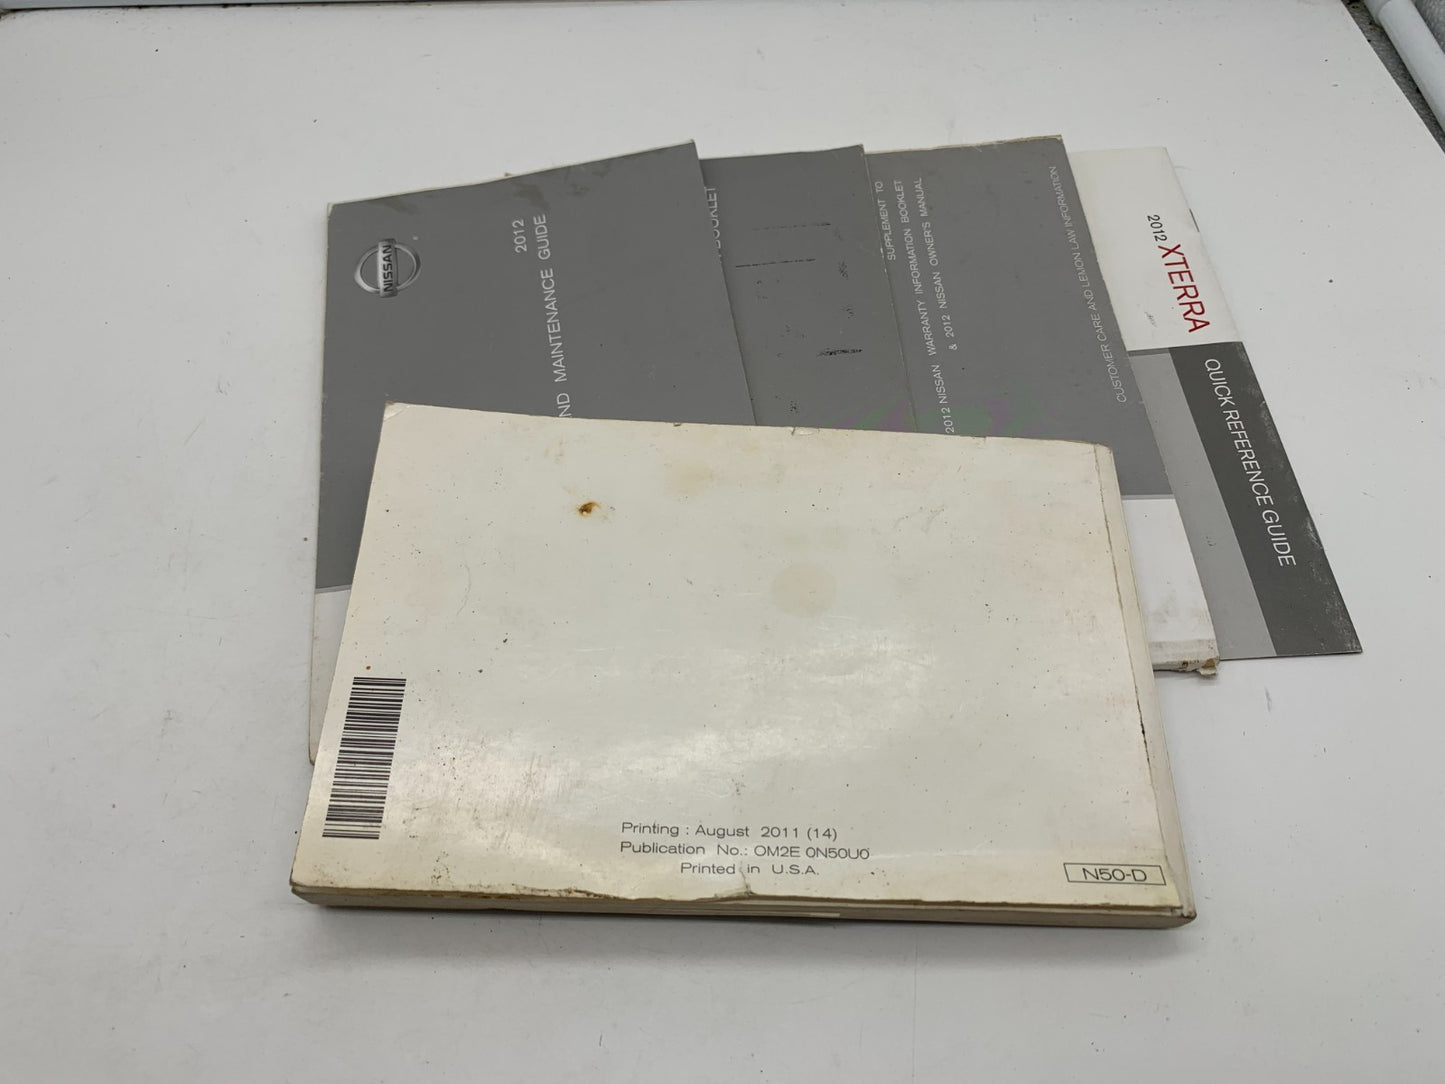 NISSAN
2012
ND MAINTENANCE GUIDE
BOOKLET
SUPPLEMENT TO
2012 NISSAN WARRANTY INFORMATION BOOKLET
& 2012 NISSAN OWNER'S MANUAL
CUSTOMER CARE AND LEMON LAW INFORMATION
2012 XTERRA
QUICK REFERENCE GUIDE
Printing : August 2011 (14)
Publication No.: OM2E 0N50U0
Printed in U.S.A.
N50-D